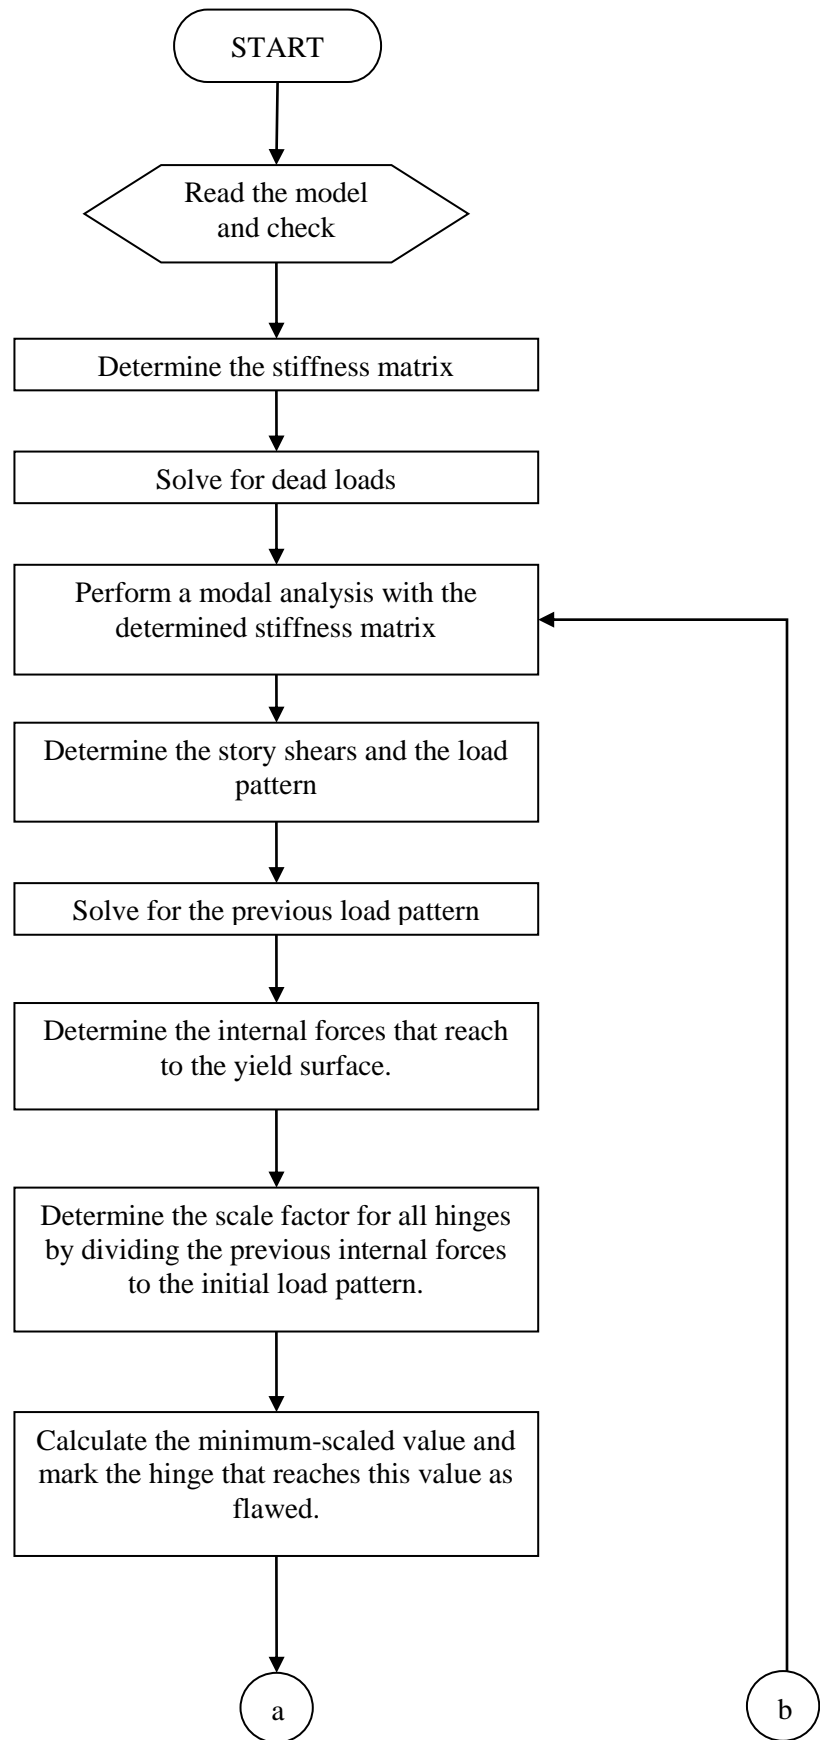 START
Read the model
and check
Determine the stiffness matrix
Solve for dead loads
Perform a modal analysis with the
determined stiffness matrix
Determine the story shears and the load
pattern
Solve for the previous load pattern
Determine the internal forces that reach
to the yield surface.
Determine the scale factor for all hinges
by dividing the previous internal forces
to the initial load pattern.
Calculate the minimum-scaled value and
mark the hinge that reaches this value as
flawed.
a
b